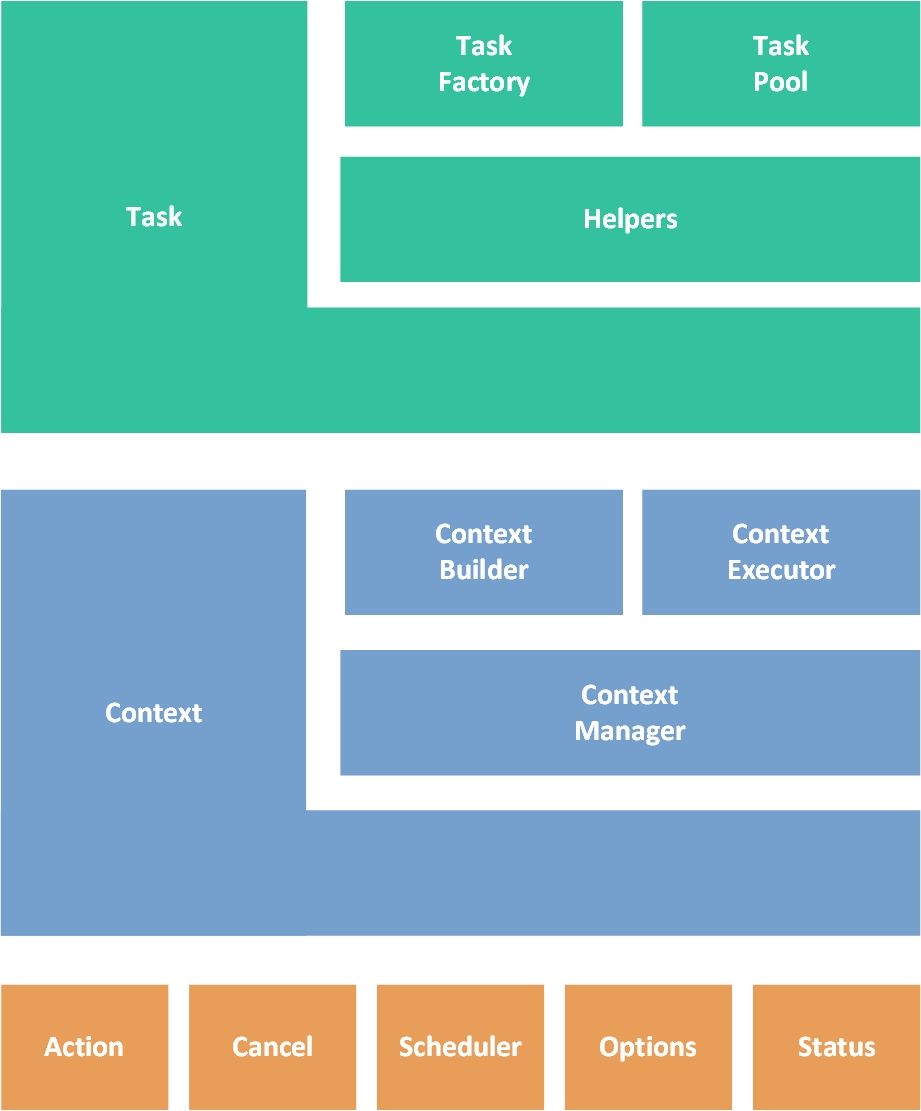 Task
Task
Factory
Task
Pool
Helpers
Context
Context
Builder
Context
Executor
Context
Manager
Action
Cancel
Scheduler
Options
Status